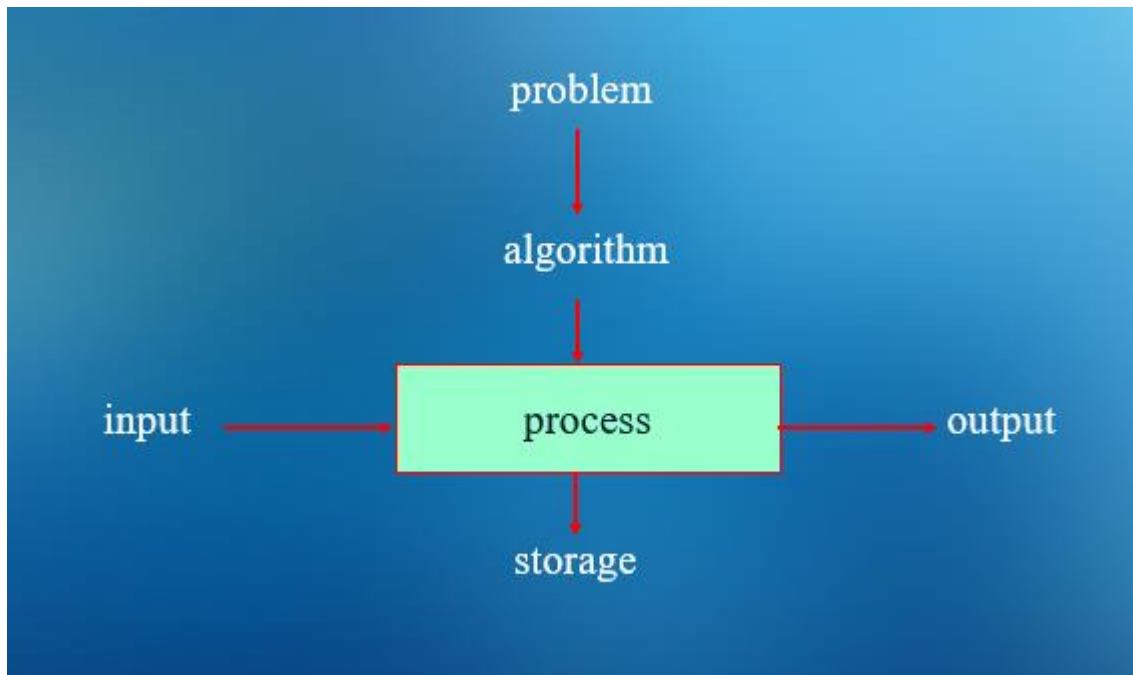 problem
algorithm
input
process
output
storage